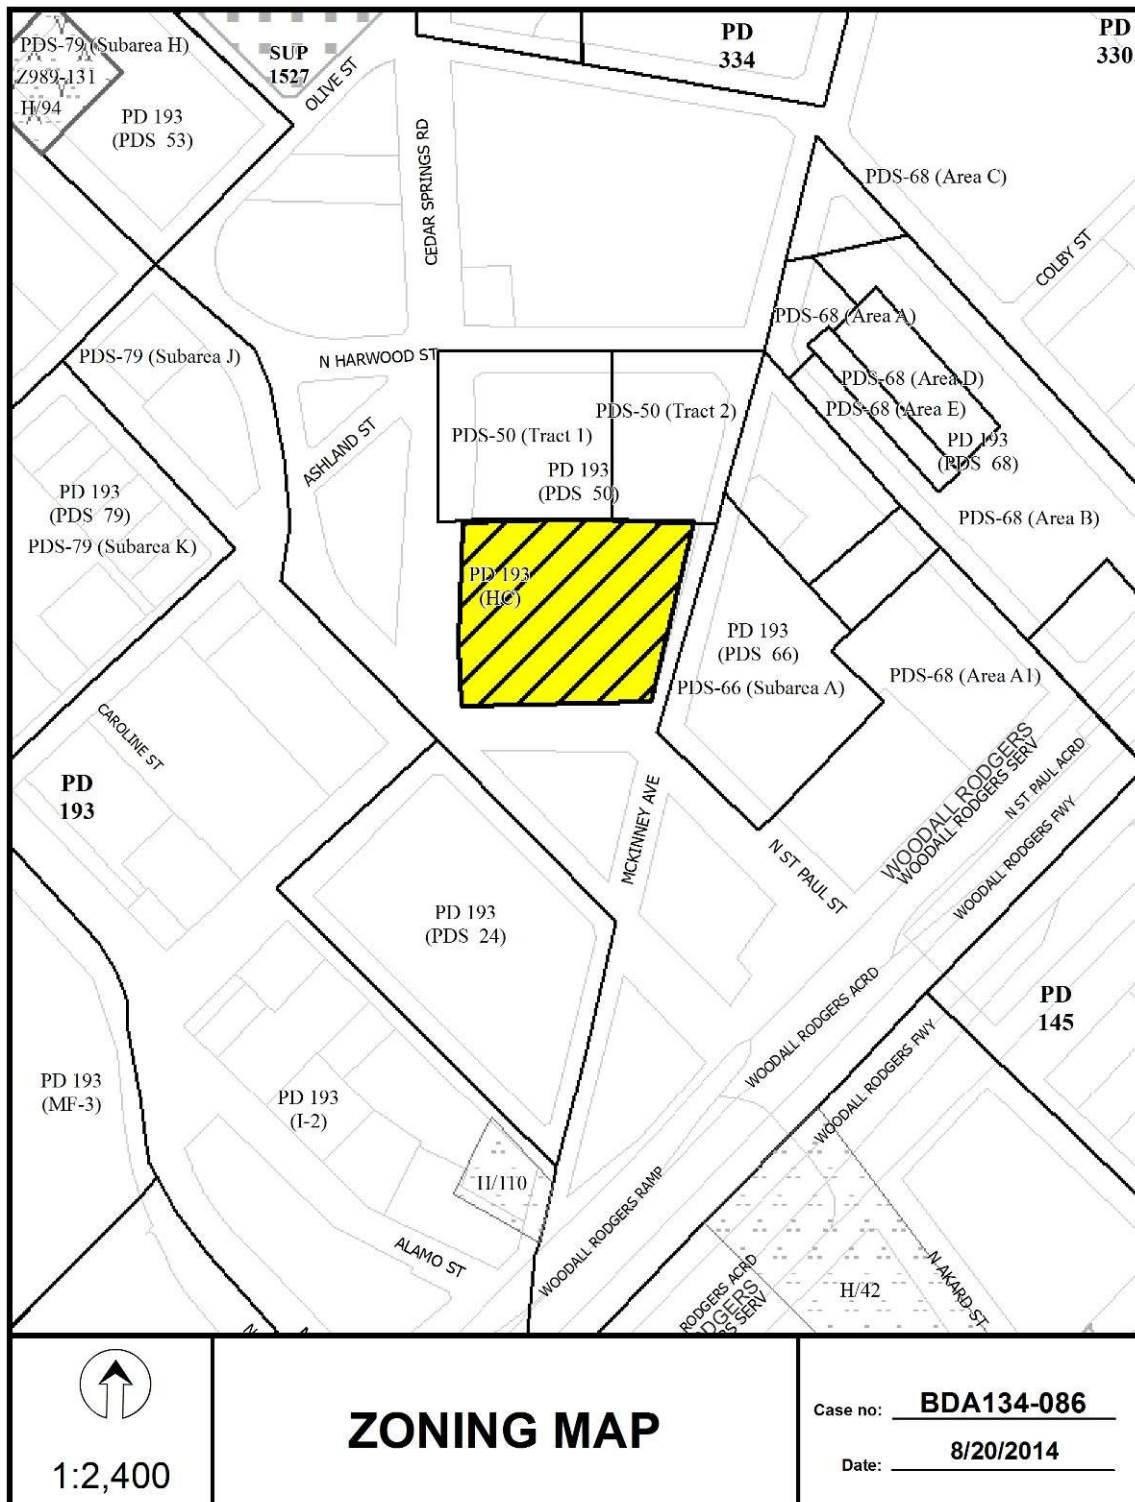 PDS-79 (Subarea H)
Z989-131
H/94
PD 193
(PDS 53)
SUP
1527
OLIVE ST
PD
334
PD
330
CEDAR SPRINGS RD
PDS-68 (Area C)
COLBY ST
PDS-79 (Subarea J)
N HARWOOD ST
PDS-68 (Area A)
PDS-68 (Area D)
PDS-68 (Area E)
PD 193
(PDS 68)
PDS-50 (Tract 2)
PDS-50 (Tract 1)
PD 193
(PDS 50)
ASHLAND ST
PD 193
(PDS 79)
PDS-79 (Subarea K)
PDS-68 (Area B)
PD 193
(HC)
PD 193
(PDS 66)
PDS-66 (Subarea A)
PDS-68 (Area A1)
CAROLINE ST
PD
193
MCKINNEY AVE
N ST PAUL ST
WOODALL RODGERS
WOODALL RODGERS SERV
N ST PAUL ACRD
WOODALL RODGERS FWY
PD 193
(PDS 24)
WOODALL RODGERS ACRD
WOODALL RODGERS FWY
PD
145
PD 193
(MF-3)
PD 193
(I-2)
H/110
ALAMO ST
WOODALL RODGERS RAMP
RODGERS ACRD
DGERS
RS SERV
H/42
N AKARD ST
1:2,400
ZONING MAP
Case no: BDA134-086
Date: 8/20/2014